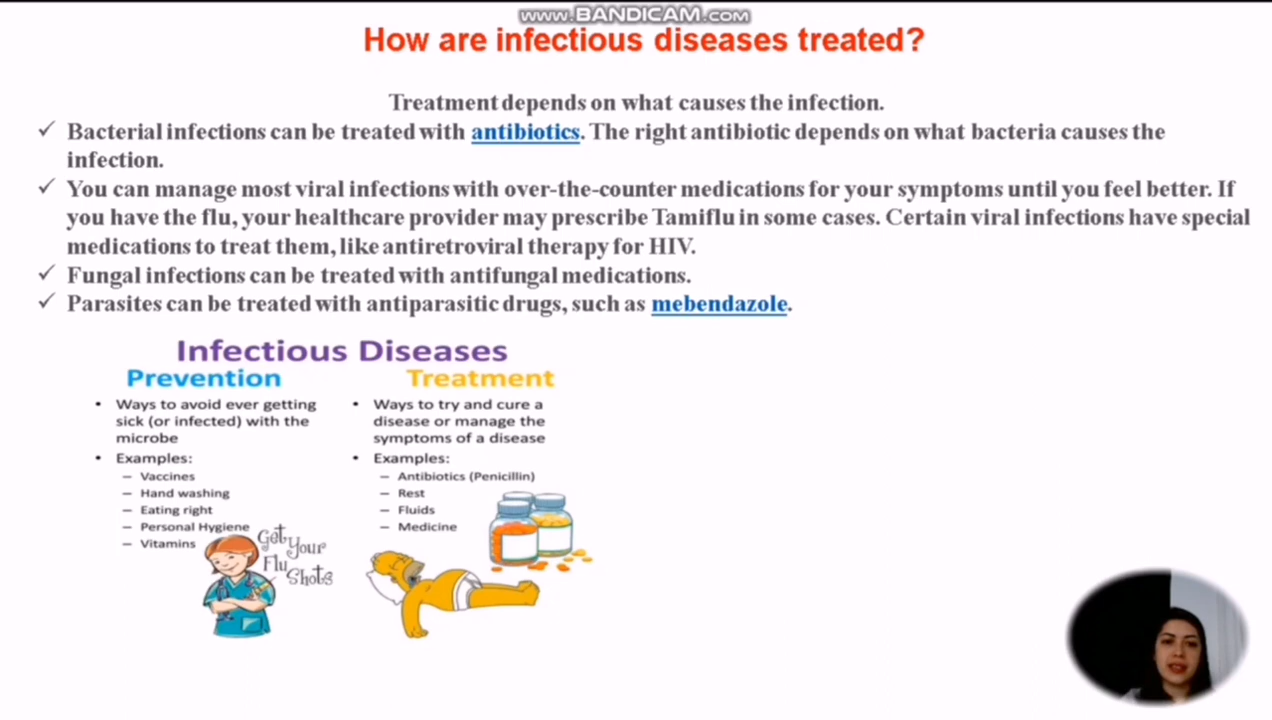 www.BANDICAM.com
How are infectious diseases treated?
Treatment depends on what causes the infection.
✓ Bacterial infections can be treated with antibiotics. The right antibiotic depends on what bacteria causes the
infection.
✓ You can manage most viral infections with over-the-counter medications for your symptoms until you feel better. If
you have the flu, your healthcare provider may prescribe Tamiflu in some cases. Certain viral infections have special
medications to treat them, like antiretroviral therapy for HIV.
✓ Fungal infections can be treated with antifungal medications.
✓ Parasites can be treated with antiparasitic drugs, such as mebendazole.
Infectious Diseases
Prevention
• Ways to avoid ever getting
sick (or infected) with the
microbe
• Examples:
– Vaccines
– Hand washing
– Eating right
– Personal Hygiene
– Vitamins
Get Your
Flu
Shots
Treatment
• Ways to try and cure a
disease or manage the
symptoms of a disease
• Examples:
– Antibiotics (Penicillin)
– Rest
– Fluids
– Medicine